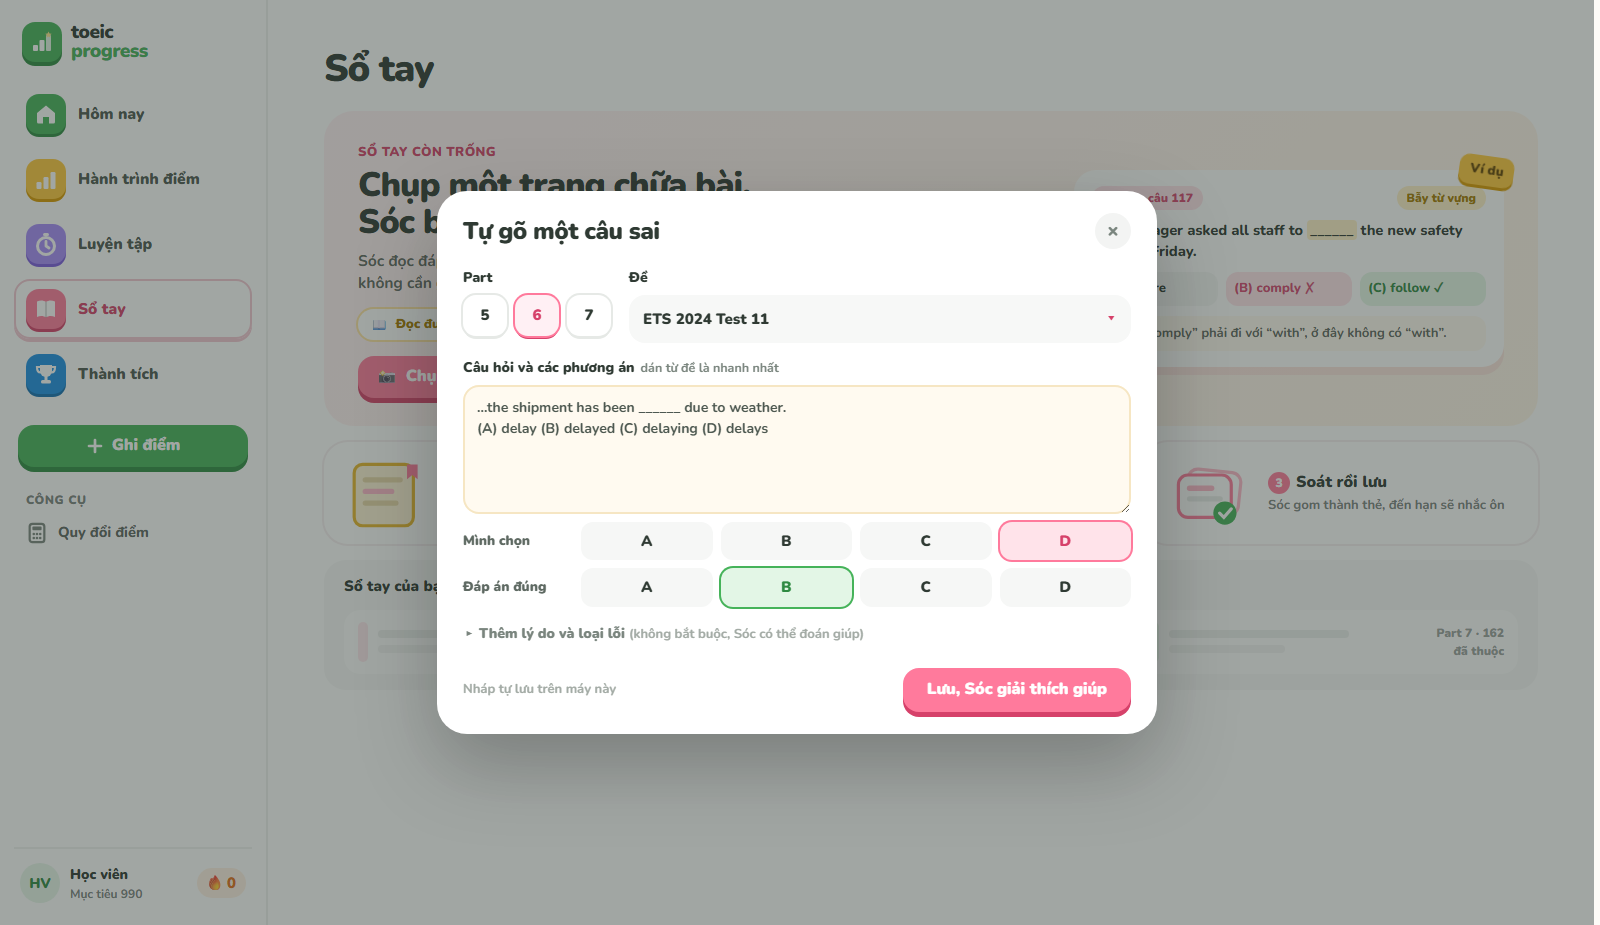 toeic
progress
Hôm nay
Hành trình điểm
Luyện tập
Sổ tay
Thành tích
Ghi điểm
CÔNG CỤ
Quy đổi điểm
HV
Học viên
Mục tiêu 990
0
Sổ tay
SỔ TAY CÒN TRỐNG
Chụp một trang chữa bài.
Sóc
Sóc đọc
không cần
Đọc
Ví dụ
câu 117
Bẫy từ vựng
asked all staff to ______ the new safety
Friday.
(B) comply ✗
(C) follow ✓
phải đi với “with”, ở đây không có “with”.
3 Soát rồi lưu
Sóc gom thành thẻ, đến hạn sẽ nhắc ôn
Sổ tay của
Part 7 · 162
đã thuộc
Tự gõ một câu sai
×
Part
Đề
5 6 7
ETS 2024 Test 11
Câu hỏi và các phương án dán từ đề là nhanh nhất
...the shipment has been ______ due to weather.
(A) delay (B) delayed (C) delaying (D) delays
Mình chọn A B C D
Đáp án đúng A B C D
▸ Thêm lý do và loại lỗi (không bắt buộc, Sóc có thể đoán giúp)
Nháp tự lưu trên máy này
Lưu, Sóc giải thích giúp